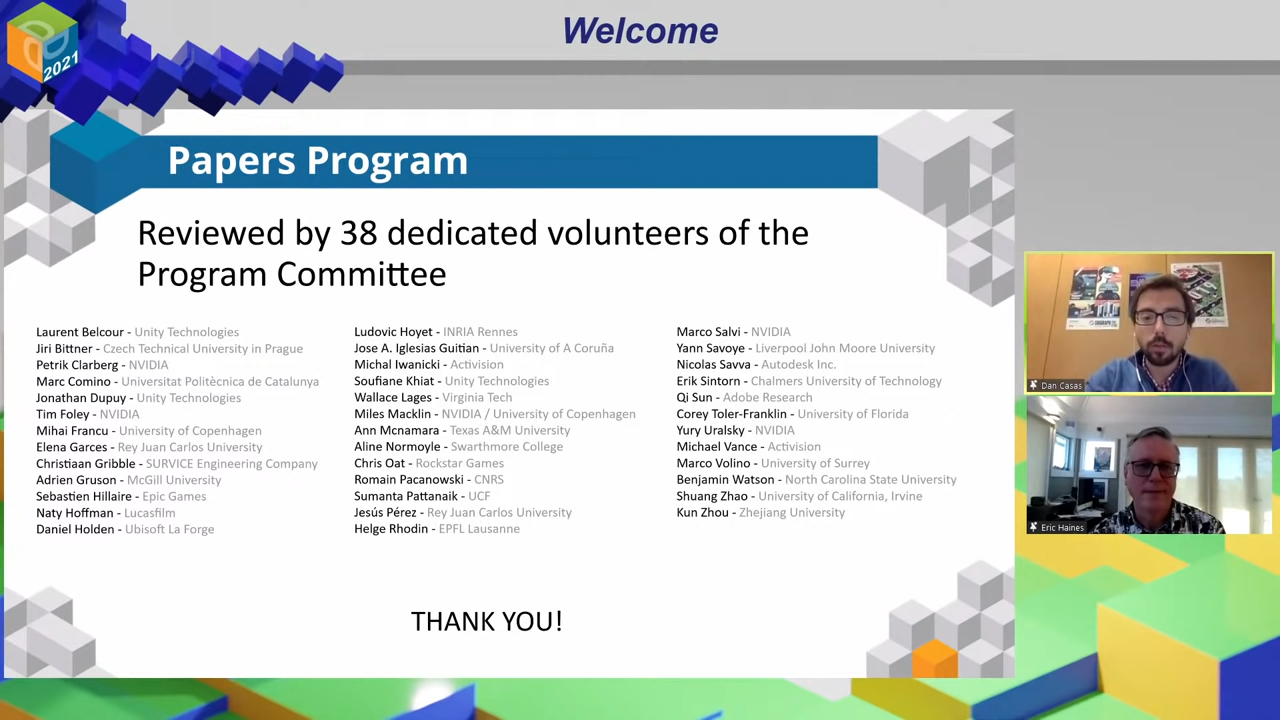 Welcome
2021
Papers Program
Reviewed by 38 dedicated volunteers of the
Program Committee
Laurent Belcour - Unity Technologies
Jiri Bittner - Czech Technical University in Prague
Petrik Clarberg - NVIDIA
Marc Comino - Universitat Politècnica de Catalunya
Jonathan Dupuy - Unity Technologies
Tim Foley - NVIDIA
Mihai Francu - University of Copenhagen
Elena Garces - Rey Juan Carlos University
Christiaan Gribble - SURVICE Engineering Company
Adrien Gruson - McGill University
Sebastien Hillaire - Epic Games
Naty Hoffman - Lucasfilm
Daniel Holden - Ubisoft La Forge
Ludovic Hoyet - INRIA Rennes
Jose A. Iglesias Guitian - University of A Coruña
Michal Iwanicki - Activision
Soufiane Khiat - Unity Technologies
Wallace Lages - Virginia Tech
Miles Macklin - NVIDIA / University of Copenhagen
Ann Mcnamara - Texas A&M University
Aline Normoyle - Swarthmore College
Chris Oat - Rockstar Games
Romain Pacanowski - CNRS
Sumanta Pattanaik - UCF
Jesús Pérez - Rey Juan Carlos University
Helge Rhodin - EPFL Lausanne
Marco Salvi - NVIDIA
Yann Savoye - Liverpool John Moore University
Nicolas Savva - Autodesk Inc.
Erik Sintorn - Chalmers University of Technology
Qi Sun - Adobe Research
Corey Toler-Franklin - University of Florida
Yury Uralsky - NVIDIA
Michael Vance - Activision
Marco Volino - University of Surrey
Benjamin Watson - North Carolina State University
Shuang Zhao - University of California, Irvine
Kun Zhou - Zhejiang University
THANK YOU!
Dan Casas
Eric Haines